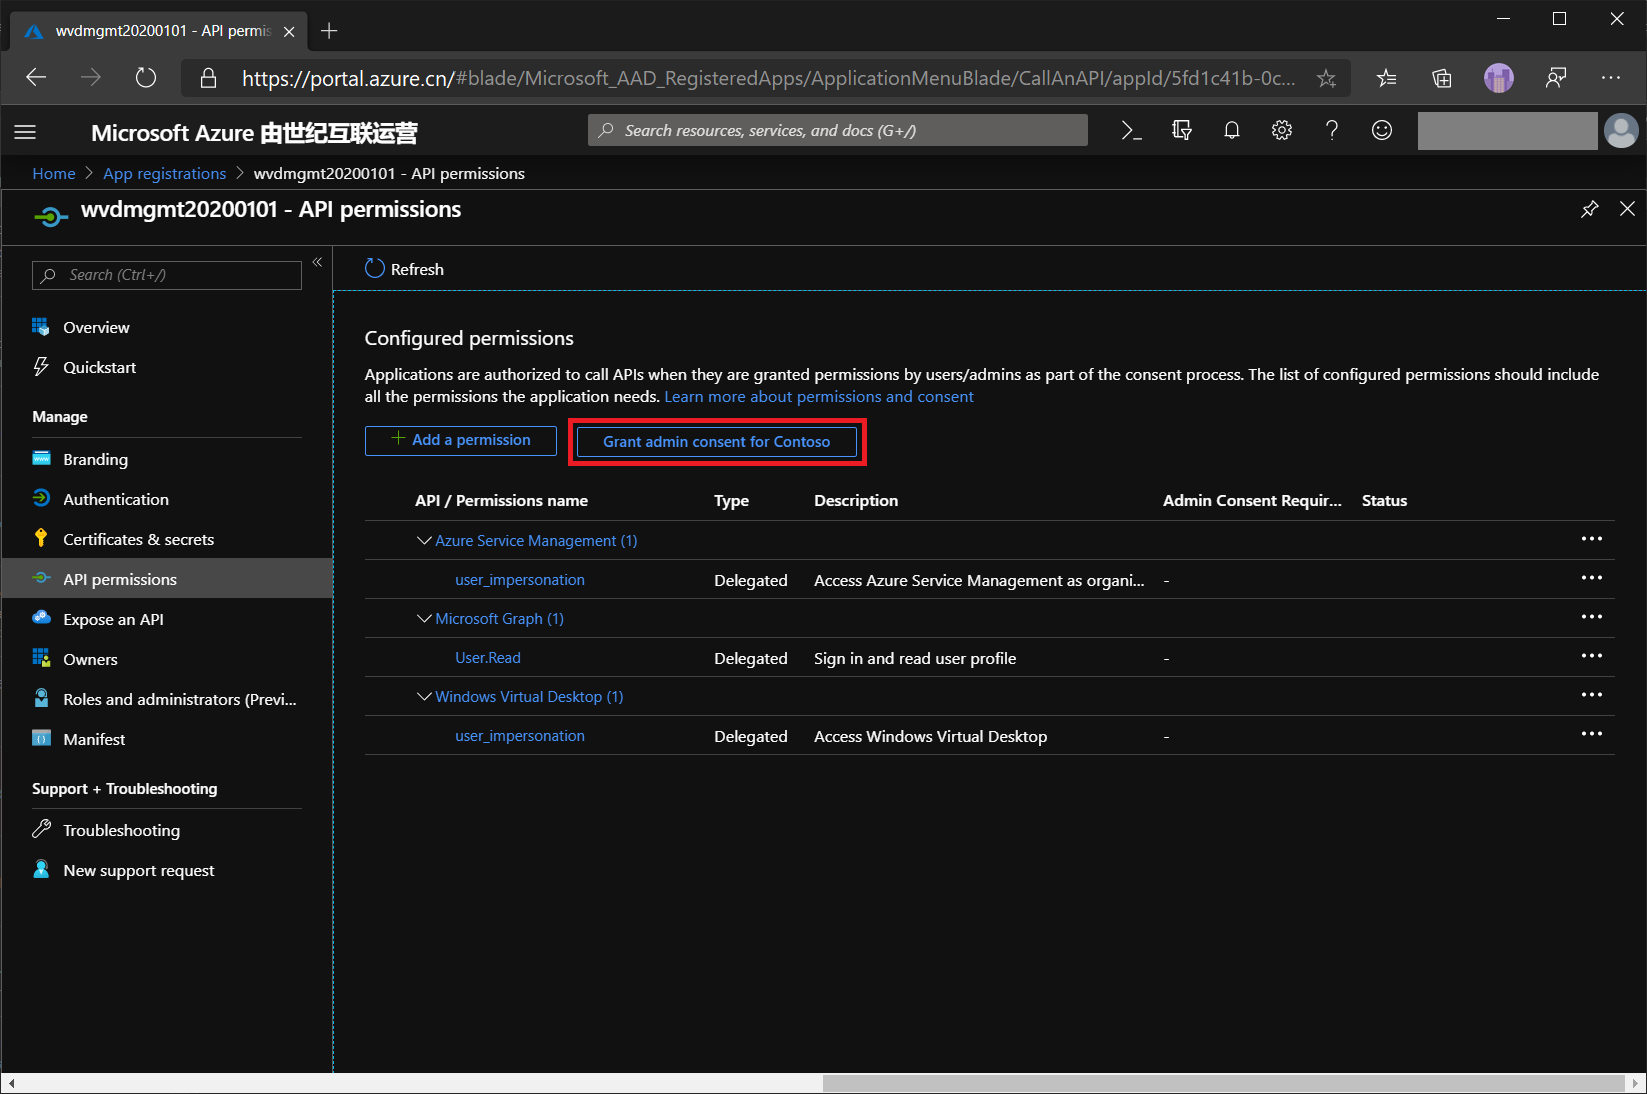 wvdmgmt20200101 - API permis
https://portal.azure.cn/#blade/Microsoft_AAD_RegisteredApps/ApplicationMenuBlade/CallAnAPI/appId/5fd1c41b-0c...
Microsoft Azure 由世纪互联运营
Search resources, services, and docs (G+/)
Home > App registrations > wvdmgmt20200101 - API permissions
wvdmgmt20200101 - API permissions
Search (Ctrl+/)
«
Overview
Quickstart
Manage
Branding
Authentication
Certificates & secrets
API permissions
Expose an API
Owners
Roles and administrators (Previ...
Manifest
Support + Troubleshooting
Troubleshooting
New support request
Refresh
Configured permissions
Applications are authorized to call APIs when they are granted permissions by users/admins as part of the consent process. The list of configured permissions should include
all the permissions the application needs. Learn more about permissions and consent
+ Add a permission Grant admin consent for Contoso
API / Permissions name Type Description Admin Consent Requir... Status
Azure Service Management (1)
user_impersonation Delegated Access Azure Service Management as organi... -
Microsoft Graph (1)
User.Read Delegated Sign in and read user profile -
Windows Virtual Desktop (1)
user_impersonation Delegated Access Windows Virtual Desktop -